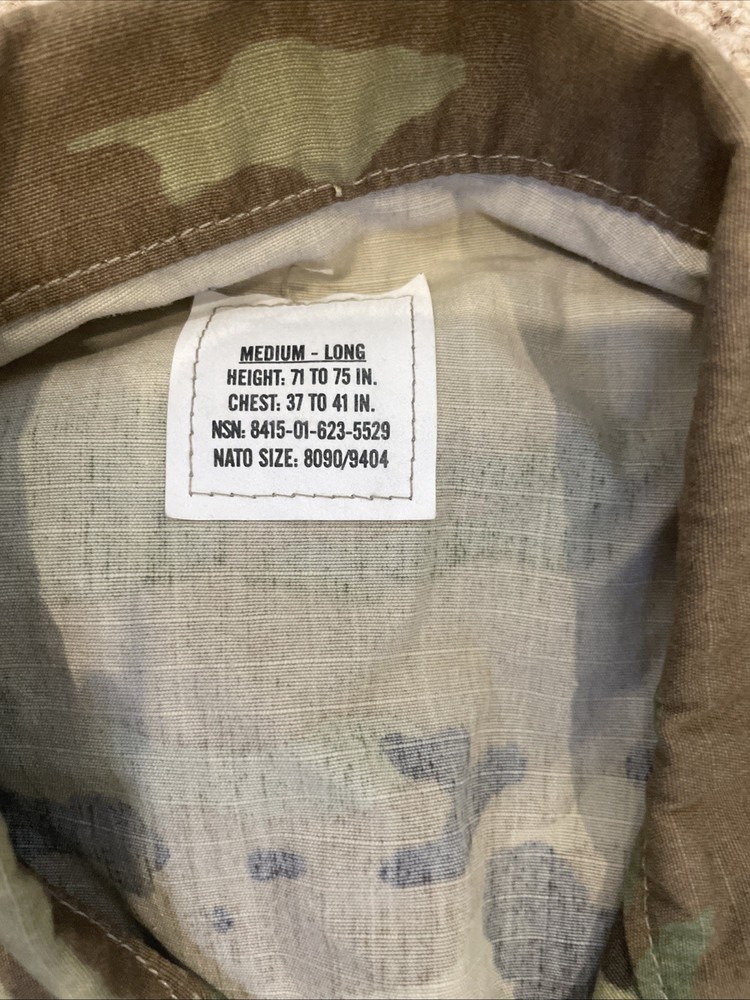 MEDIUM - LONG
HEIGHT: 71 TO 75 IN.
CHEST: 37 TO 41 IN.
NSN: 8415-01-623-5529
NATO SIZE: 8090/9404